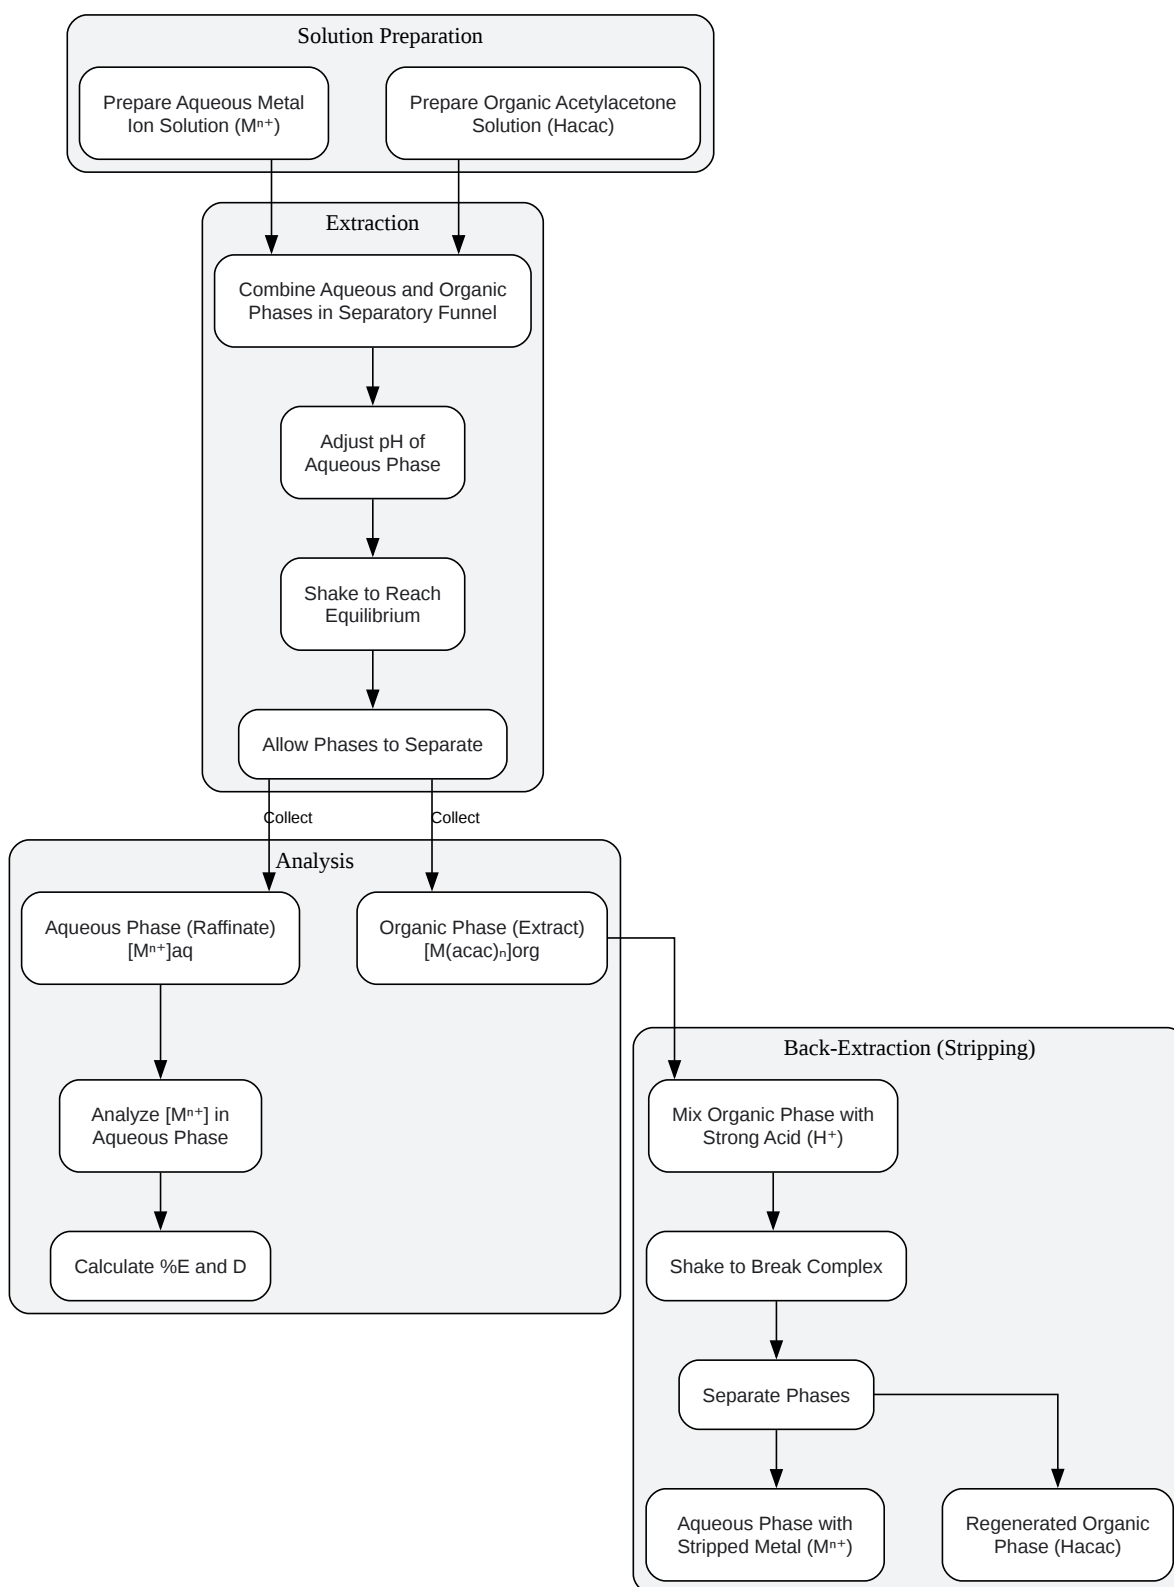 Solution Preparation
Prepare Aqueous Metal
Ion Solution (Mⁿ⁺)
Prepare Organic Acetylacetone
Solution (Hacac)
Extraction
Combine Aqueous and Organic
Phases in Separatory Funnel
Adjust pH of
Aqueous Phase
Shake to Reach
Equilibrium
Allow Phases to Separate
Collect
Collect
Analysis
Aqueous Phase (Raffinate)
[Mⁿ⁺]aq
Organic Phase (Extract)
[M(acac)ₙ]org
Analyze [Mⁿ⁺] in
Aqueous Phase
Calculate %E and D
Back-Extraction (Stripping)
Mix Organic Phase with
Strong Acid (H⁺)
Shake to Break Complex
Separate Phases
Aqueous Phase with
Stripped Metal (Mⁿ⁺)
Regenerated Organic
Phase (Hacac)